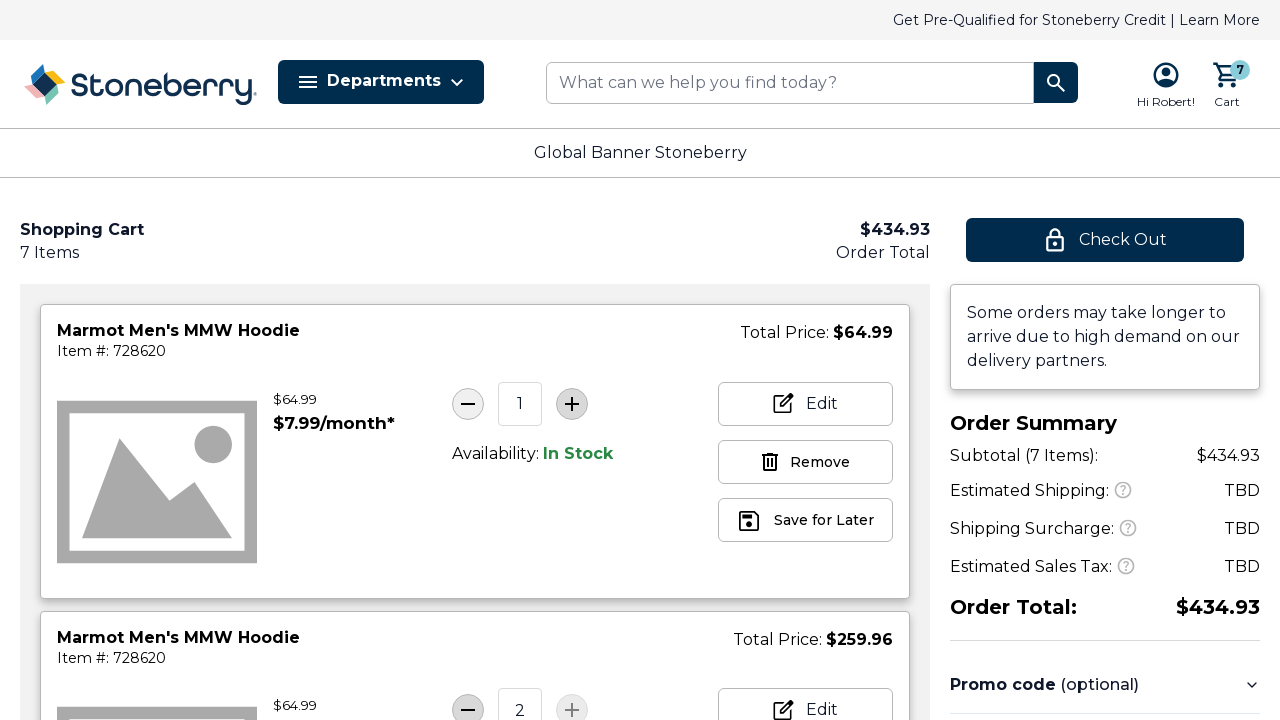 Get Pre-Qualified for Stoneberry Credit | Learn More
Stoneberry
Departments
What can we help you find today?
7
Hi Robert!
Cart
Global Banner Stoneberry
Shopping Cart
$434.93
7 Items
Order Total
Check Out
Marmot Men's MMW Hoodie
Item #: 728620
Total Price: $64.99
$64.99
$7.99/month*
1
Availability: In Stock
Edit
Remove
Save for Later
Marmot Men's MMW Hoodie
Item #: 728620
Total Price: $259.96
$64.99
2
Edit
Some orders may take longer to
arrive due to high demand on our
delivery partners.
Order Summary
Subtotal (7 Items): $434.93
Estimated Shipping: TBD
Shipping Surcharge: TBD
Estimated Sales Tax: TBD
Order Total: $434.93
Promo code (optional)